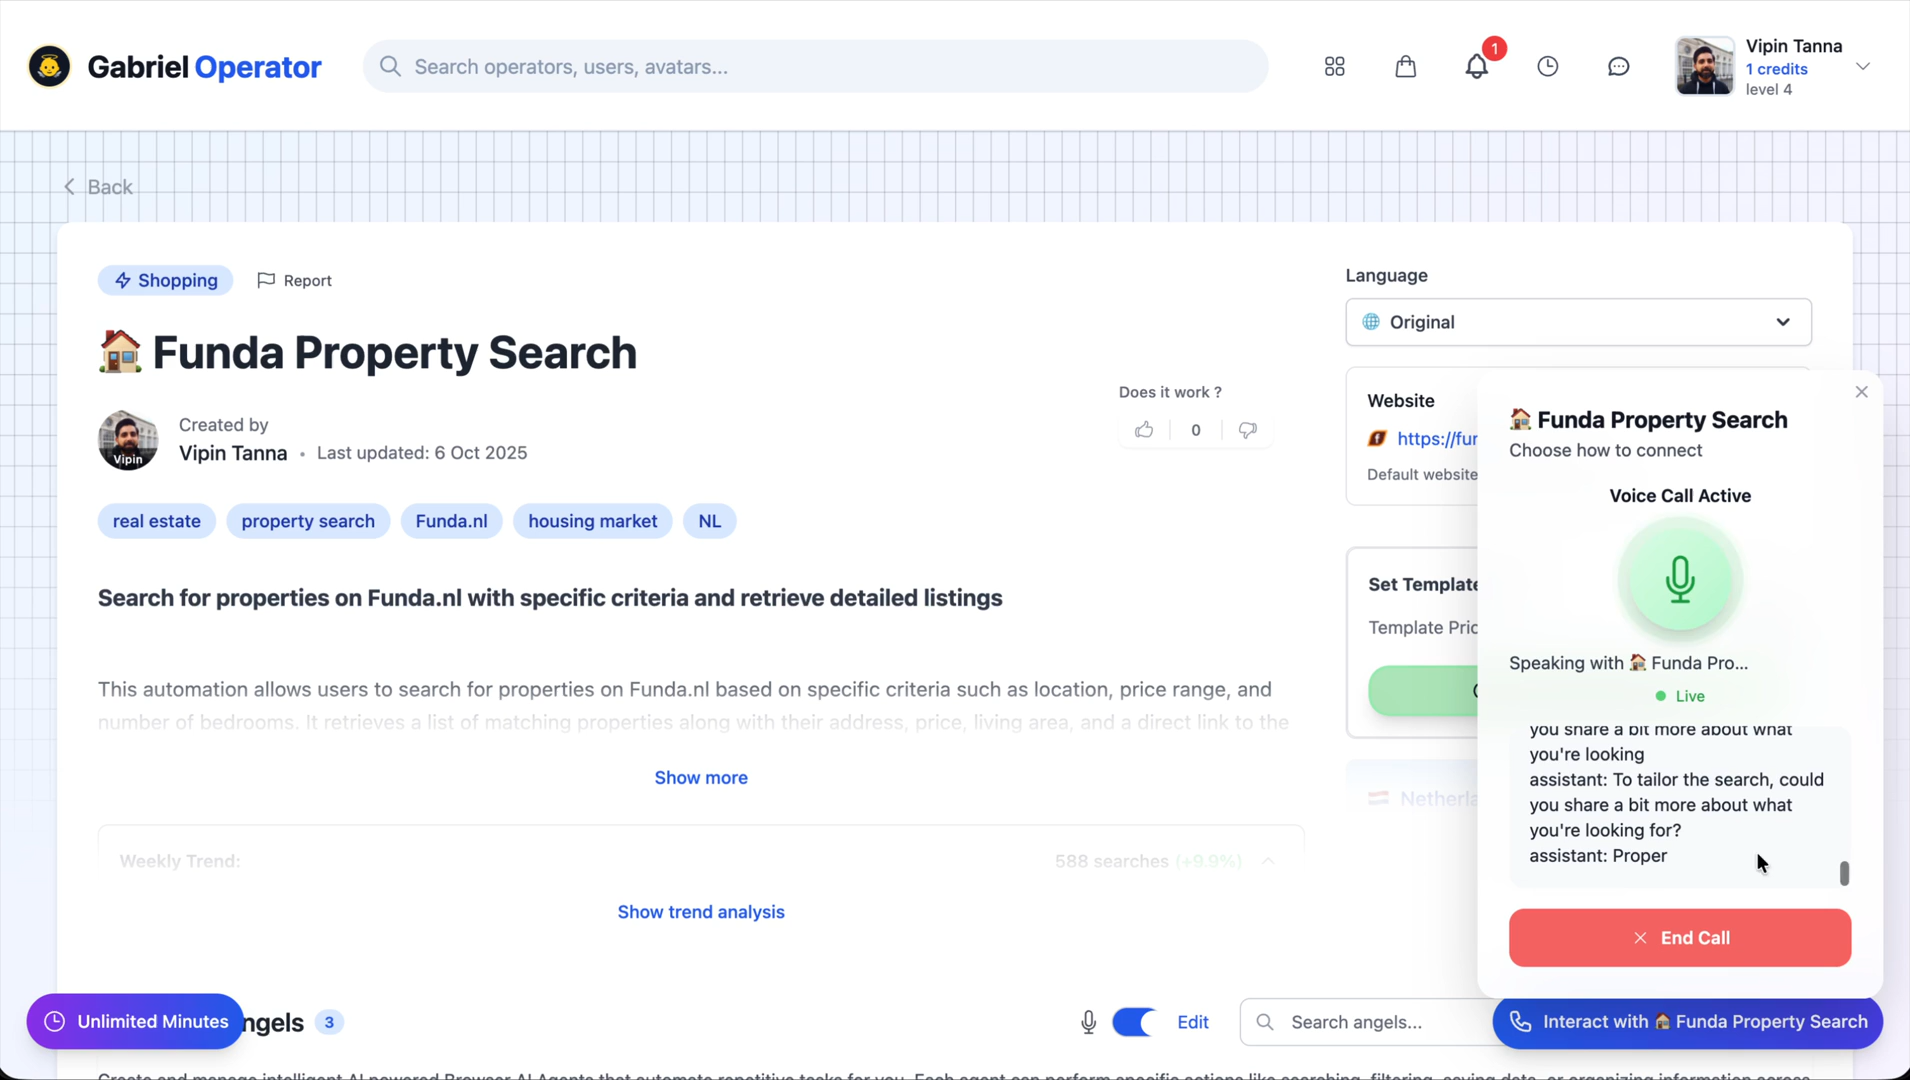 Gabriel Operator
Search operators, users, avatars...
1
Vipin Tanna
1 credits
level 4
Back
Shopping
Report
🏠 Funda Property Search
Vipin
Created by
Vipin Tanna • Last updated: 6 Oct 2025
Does it work ?
0
real estate
property search
Funda.nl
housing market
NL
Search for properties on Funda.nl with specific criteria and retrieve detailed listings
This automation allows users to search for properties on Funda.nl based on specific criteria such as location, price range, and
number of bedrooms. It retrieves a list of matching properties along with their address, price, living area, and a direct link to the
Show more
Weekly Trend:
588 searches (+9.9%)
Show trend analysis
Language
Original
Website
https://fun
Default website
Set Template
Template Pric
Netherla
🏠 Funda Property Search
Choose how to connect
Voice Call Active
Speaking with 🏠 Funda Pro...
Live
you share a bit more about what
you're looking
assistant: To tailor the search, could
you share a bit more about what
you're looking for?
assistant: Proper
End Call
Unlimited Minutes
ngels 3
Edit
Search angels...
Interact with 🏠 Funda Property Search